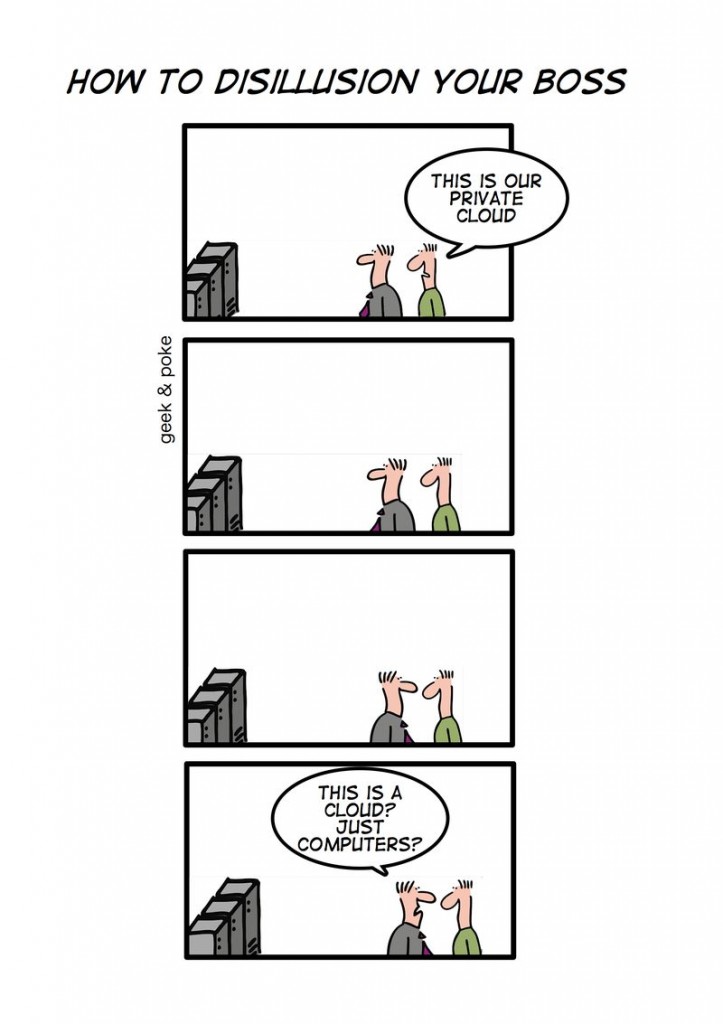 HOW TO DISILLUSION YOUR BOSS
THIS IS OUR
PRIVATE
CLOUD
geek & poke
THIS IS A
CLOUD?
JUST
COMPUTERS?